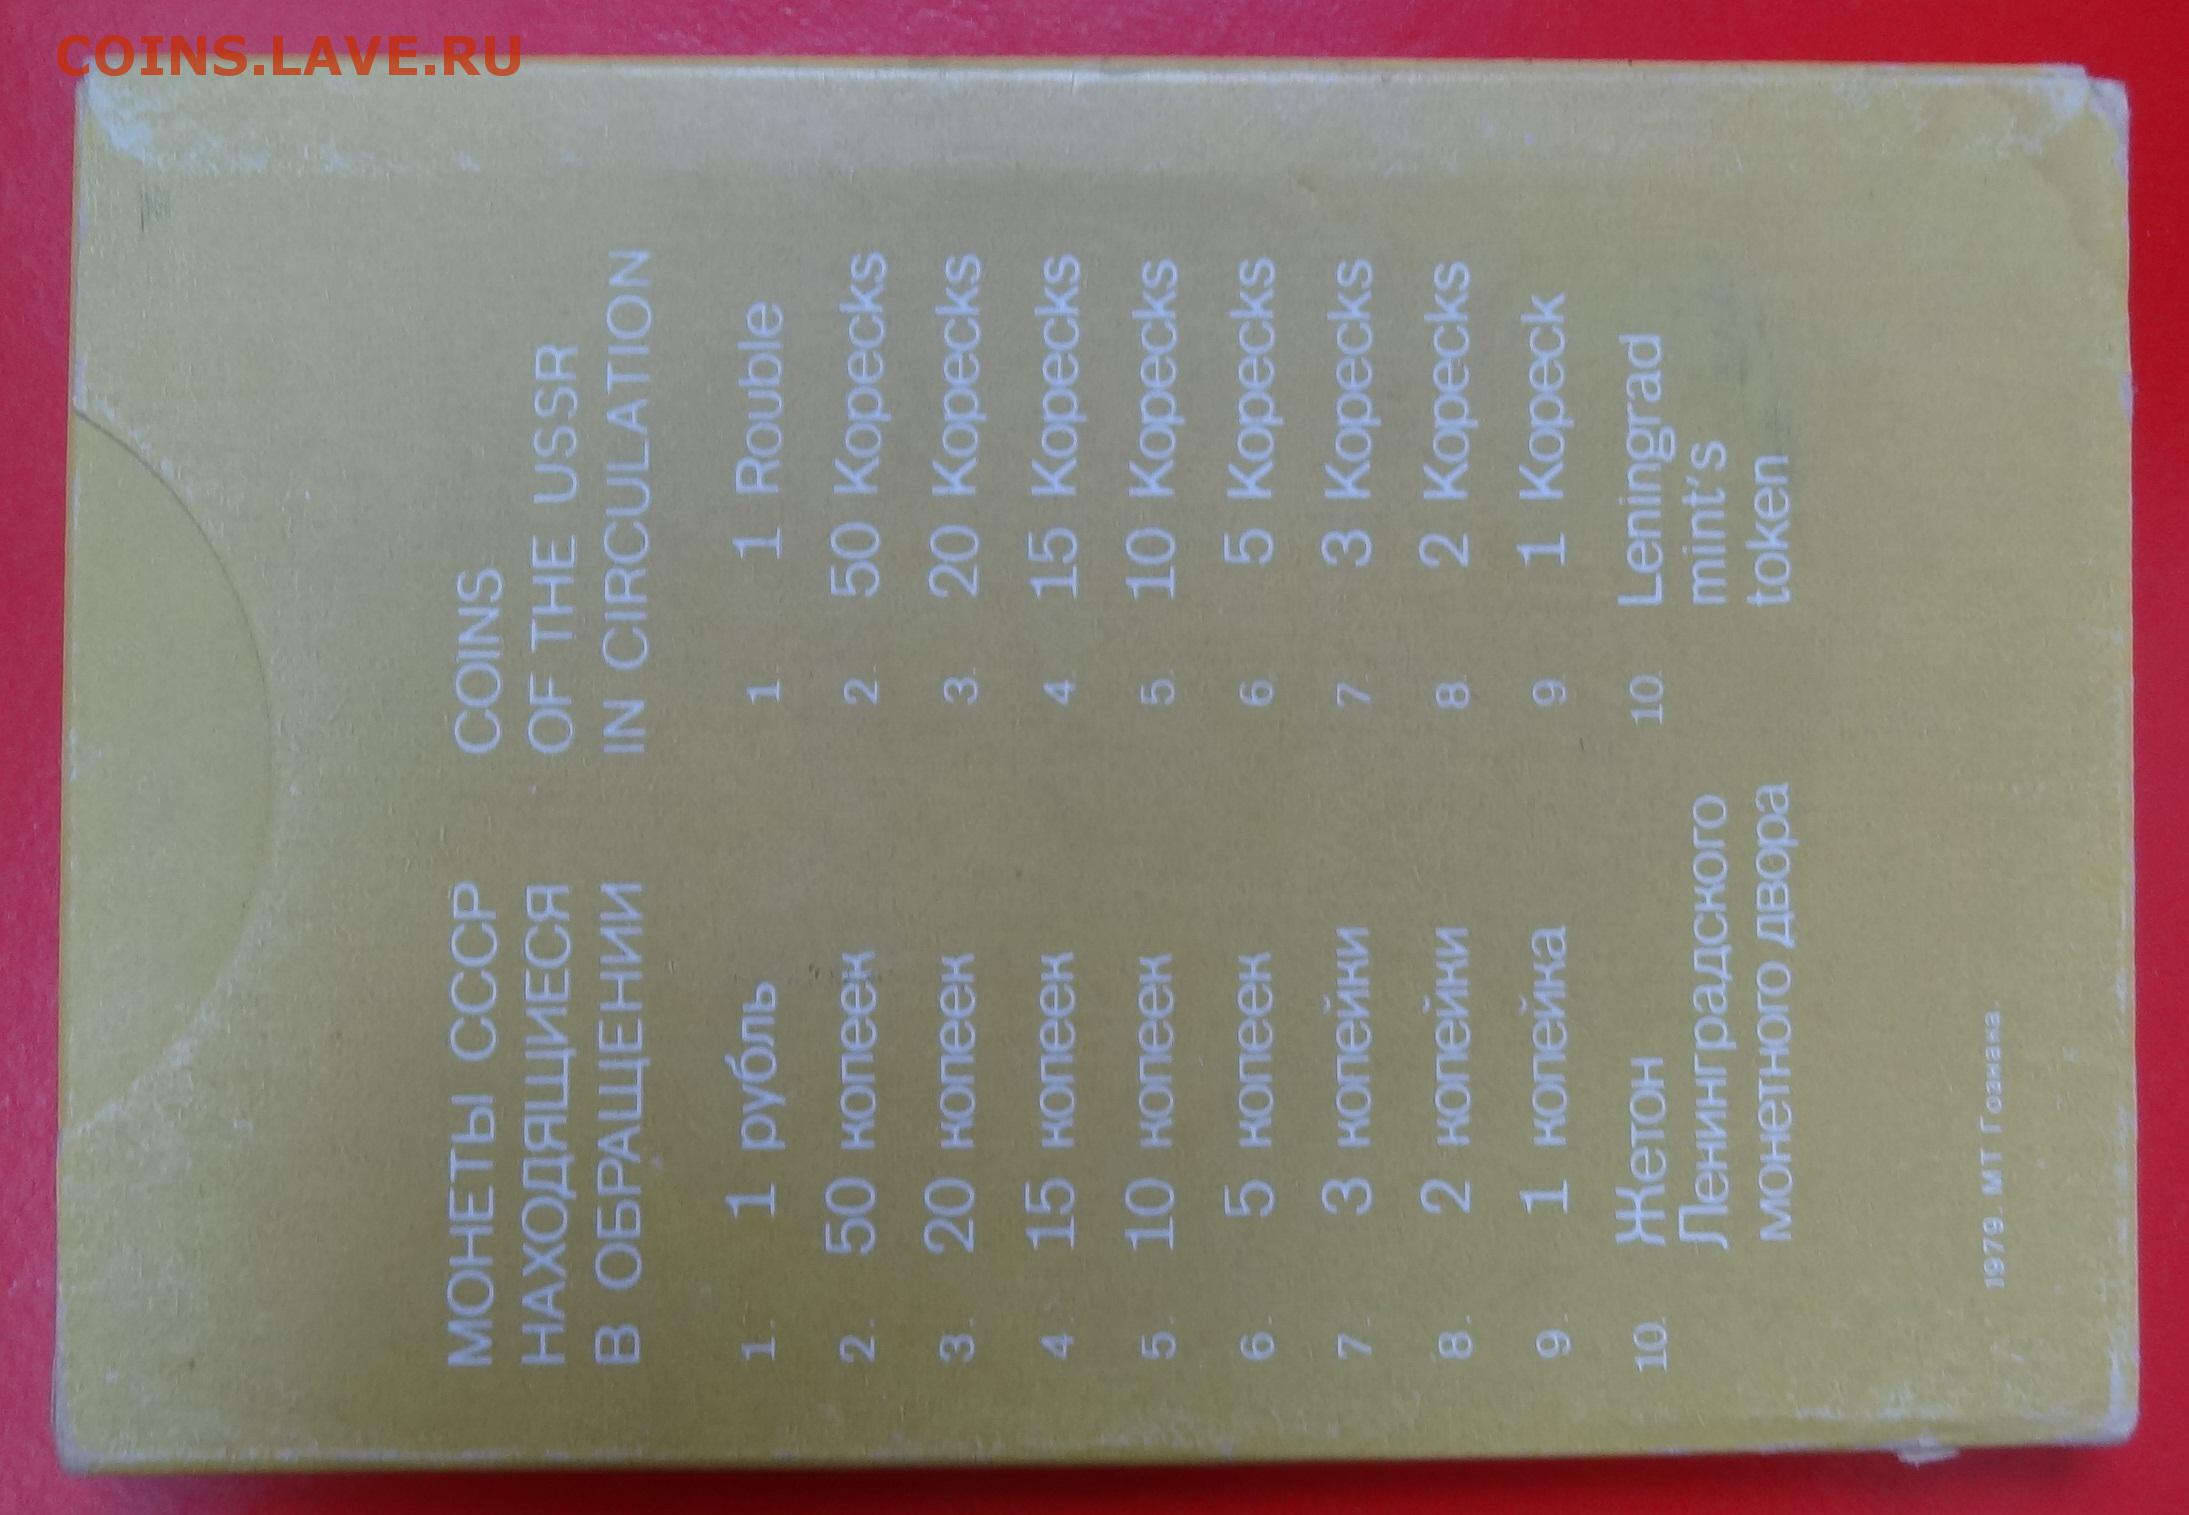 COINS.LAVE.RU
МОНЕТЫ СССР
НАХОДЯЩИЕСЯ
В ОБРАЩЕНИИ
1. 1 рубль
2. 50 копеек
3. 20 копеек
4. 15 копеек
5. 10 копеек
6. 5 копеек
7. 3 копейки
8. 2 копейки
9. 1 копейка
10. Жетон
Ленинградского
монетного двора
COINS
OF THE USSR
IN CIRCULATION
1. 1 Rouble
2. 50 Kopecks
3. 20 Kopecks
4. 15 Kopecks
5. 10 Kopecks
6. 5 Kopecks
7. 3 Kopecks
8. 2 Kopecks
9. 1 Kopeck
10. Leningrad
mint's
token
1979. МТ Гознака.